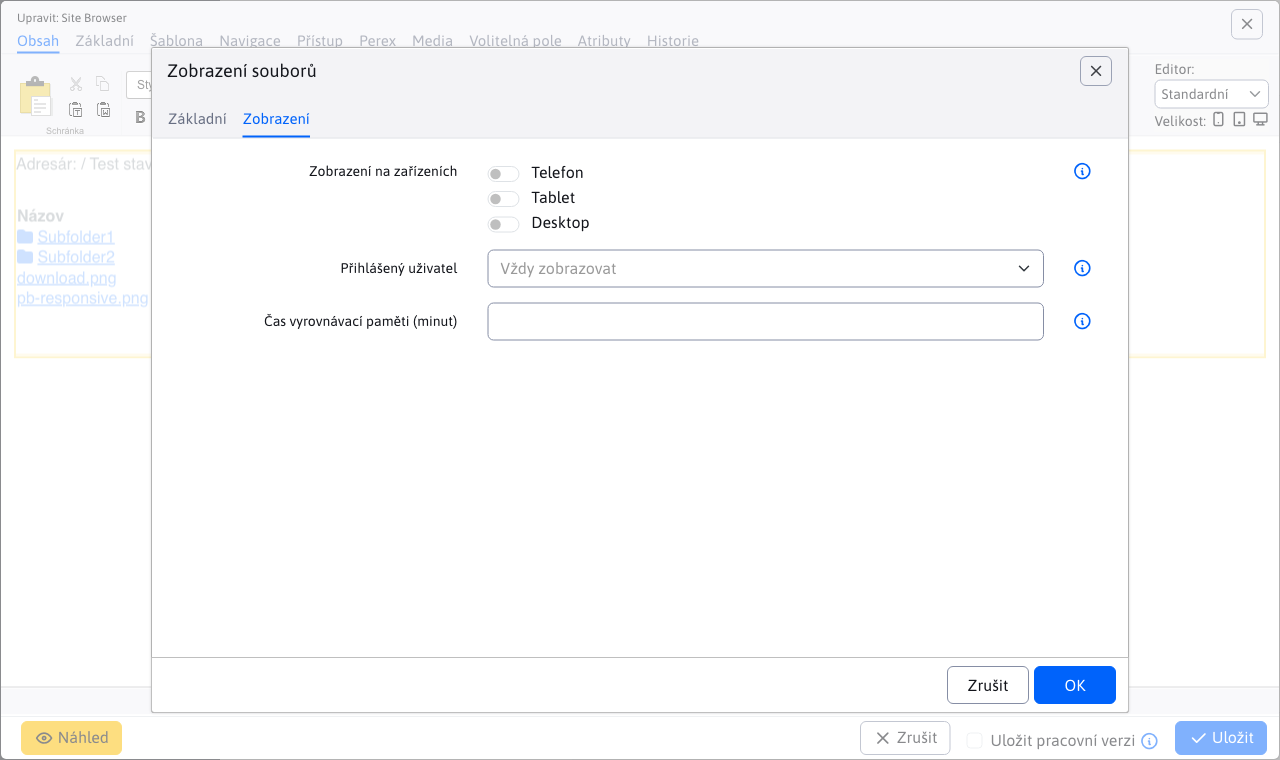 Upravit: Site Browser
Obsah Základní Šablona Navigace Přístup Perex Media Volitelná pole Atributy Historie
Zobrazení souborů
Editor:
Standardní
Velikost:
Schránka
B
Základní Zobrazení
Adresár: / Test stav
Názov
Subfolder1
Subfolder2
download.png
pb-responsive.png
Zobrazení na zařízeních
Telefon
Tablet
Desktop
Přihlášený uživatel
Vždy zobrazovat
Čas vyrovnávací paměti (minut)
Zrušit OK
Náhled
Zrušit
Uložit pracovní verzi
Uložit